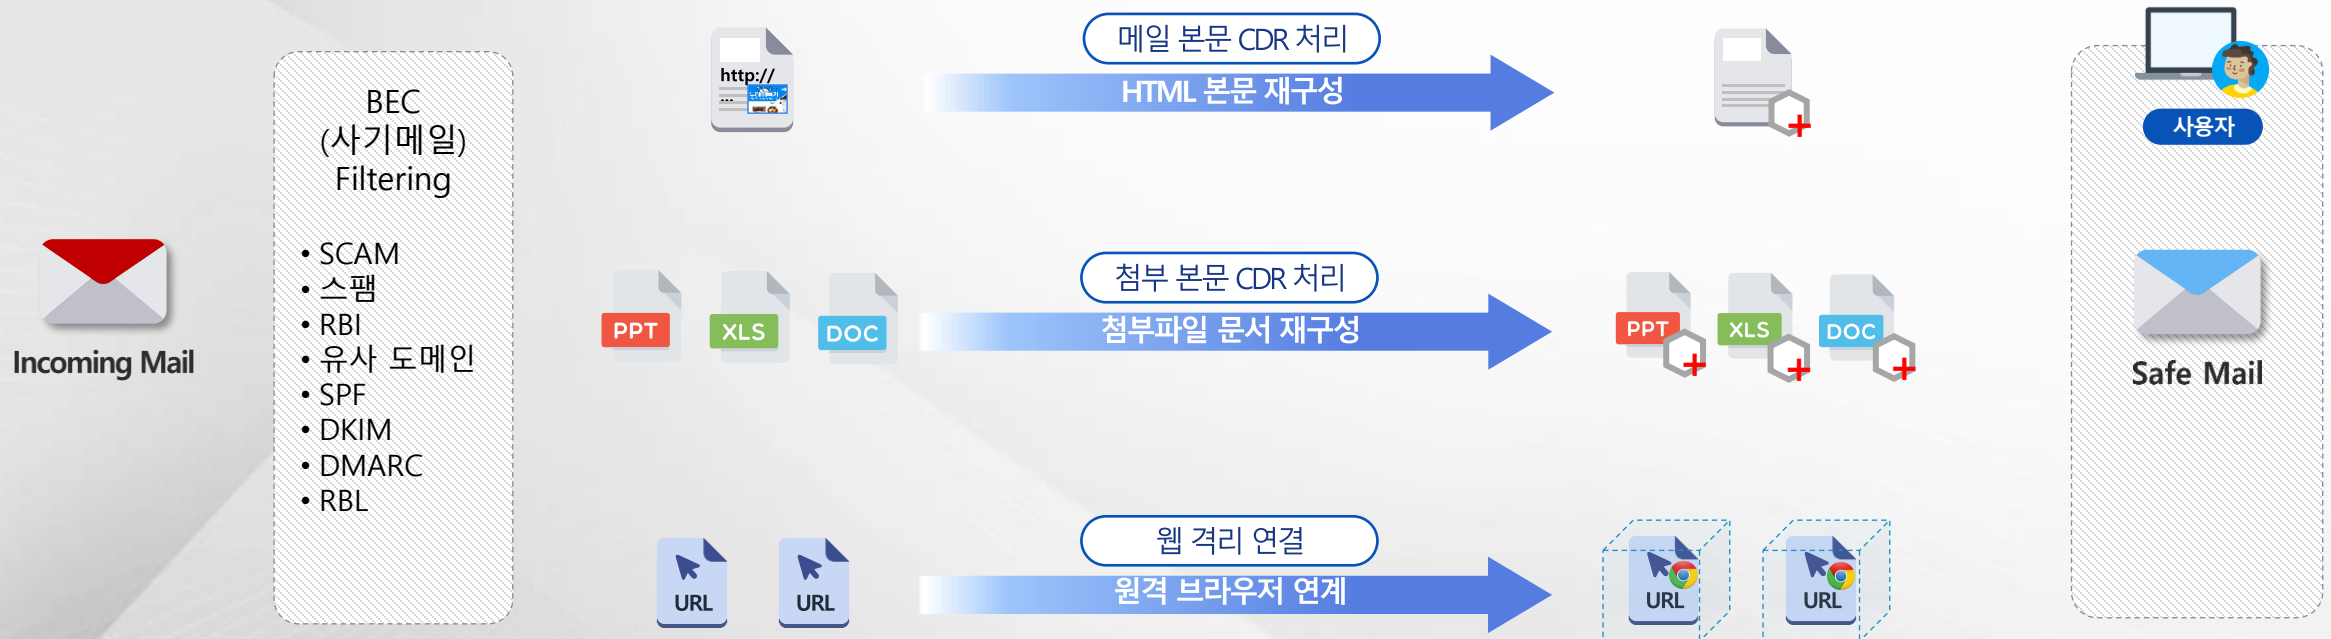 Incoming Mail
BEC
(사기메일)
Filtering
• SCAM
• 스팸
• RBI
• 유사 도메인
• SPF
• DKIM
• DMARC
• RBL
http://
메일 본문 CDR 처리
HTML 본문 재구성
PPT
XLS
DOC
첨부 본문 CDR 처리
첨부파일 문서 재구성
PPT
XLS
DOC
URL
URL
웹 격리 연결
원격 브라우저 연계
URL
URL
사용자
Safe Mail